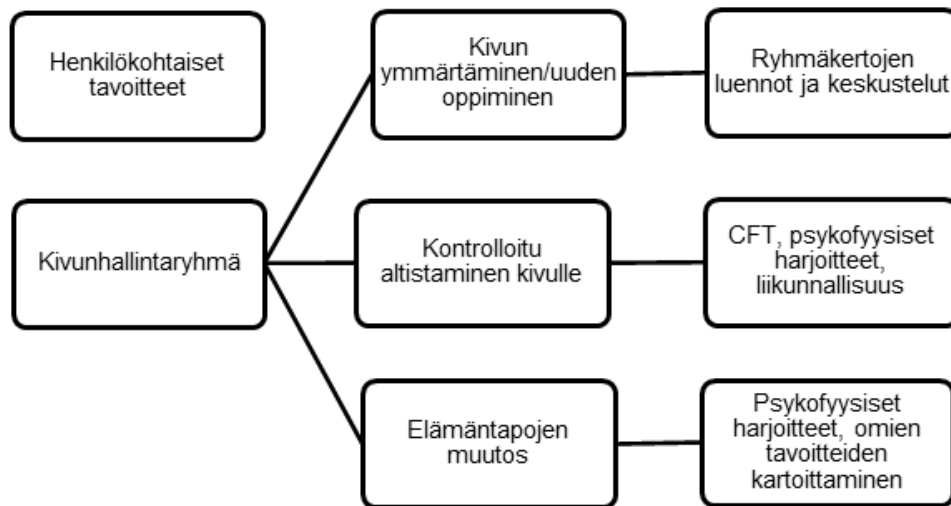 Henkilökohtaiset
tavoitteet
Kivun
ymmärtäminen/uuden
oppiminen
Ryhmäkertojen
luennot ja keskustelut
Kivunhallintaryhmä
Kontrolloitu
altistaminen kivulle
CFT, psykofyysiset
harjoitteet,
liikunnallisuus
Elämäntapojen
muutos
Psykofyysiset
harjoitteet, omien
tavoitteiden
kartoittaminen